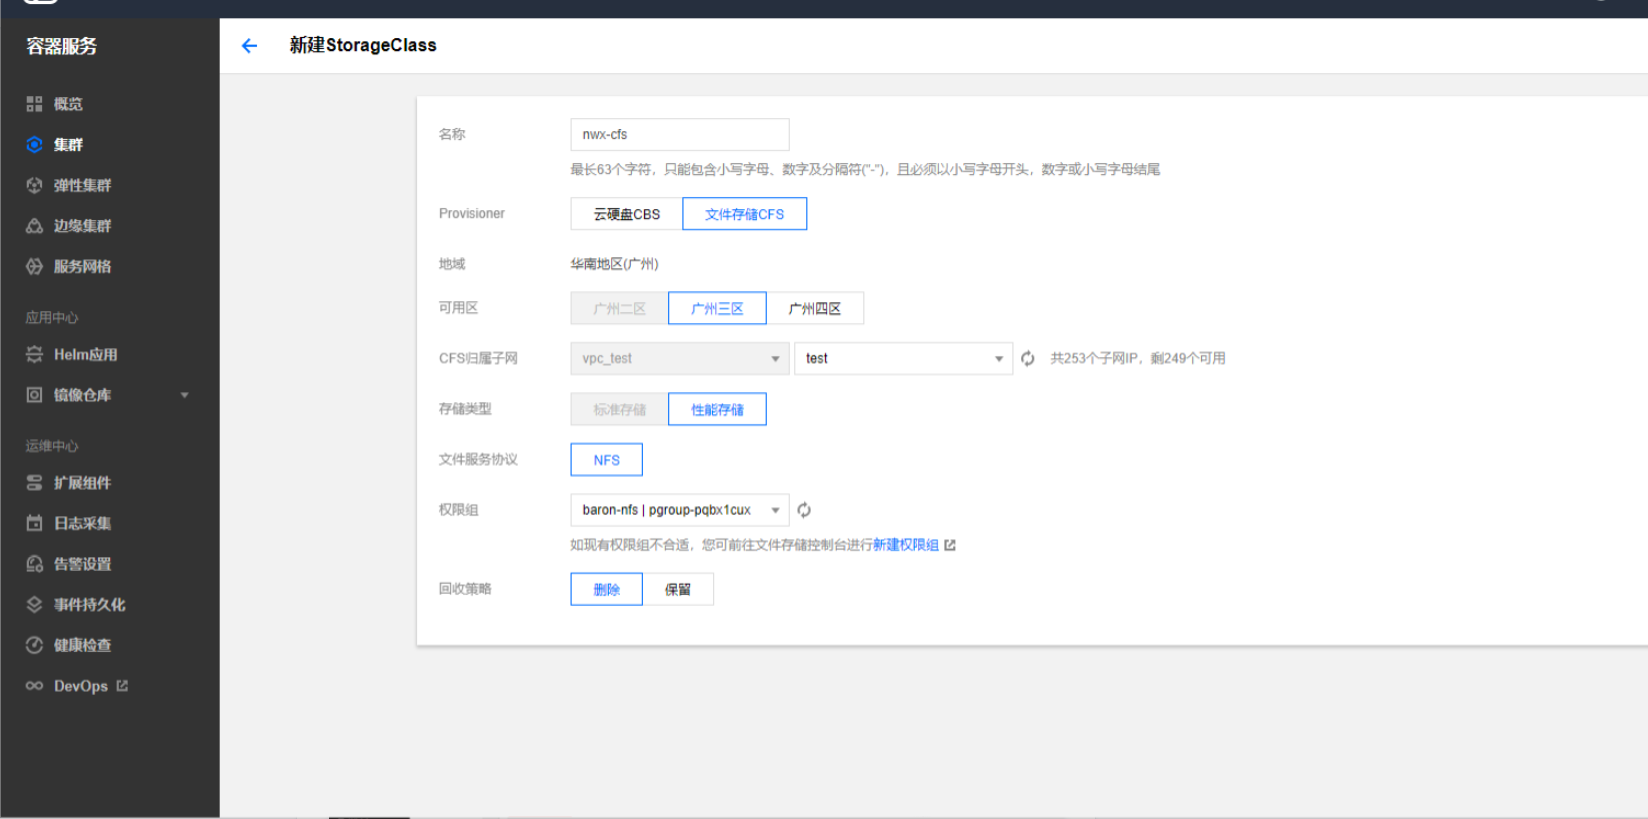 容器服务
新建StorageClass
概览
集群
弹性集群
边缘集群
服务网格
应用中心
Helm应用
镜像仓库
运维中心
扩展组件
日志采集
告警设置
事件持久化
健康检查
DevOps
名称
nwx-cfs
最长63个字符，只能包含小写字母、数字及分隔符("-")，且必须以小写字母开头，数字或小写字母结尾
Provisioner
云硬盘CBS 文件存储CFS
地域
华南地区(广州)
可用区
广州二区 广州三区 广州四区
CFS归属子网
vpc_test test 共253个子网IP，剩249个可用
存储类型
标准存储 性能存储
文件服务协议
NFS
权限组
baron-nfs | pgroup-pqbx1cux
如现有权限组不合适，您可前往文件存储控制台进行新建权限组
回收策略
删除 保留